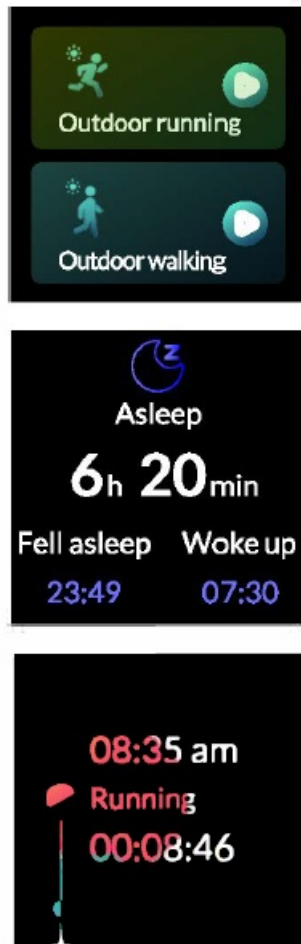 Outdoor running
Outdoor walking
z
Asleep
6h 20min
Fell asleep Woke up
23:49 07:30
08:35 am
Running
00:08:46